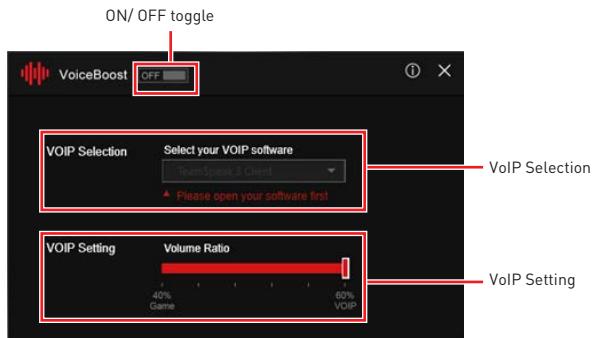 ON/ OFF toggle
VoiceBoost OFF
VOIP Selection Select your VOIP software
TeamSpeak 3 Client
Please open your software first
VoIP Selection
VOIP Setting Volume Ratio
40% 60%
Game VOIP
VoIP Setting